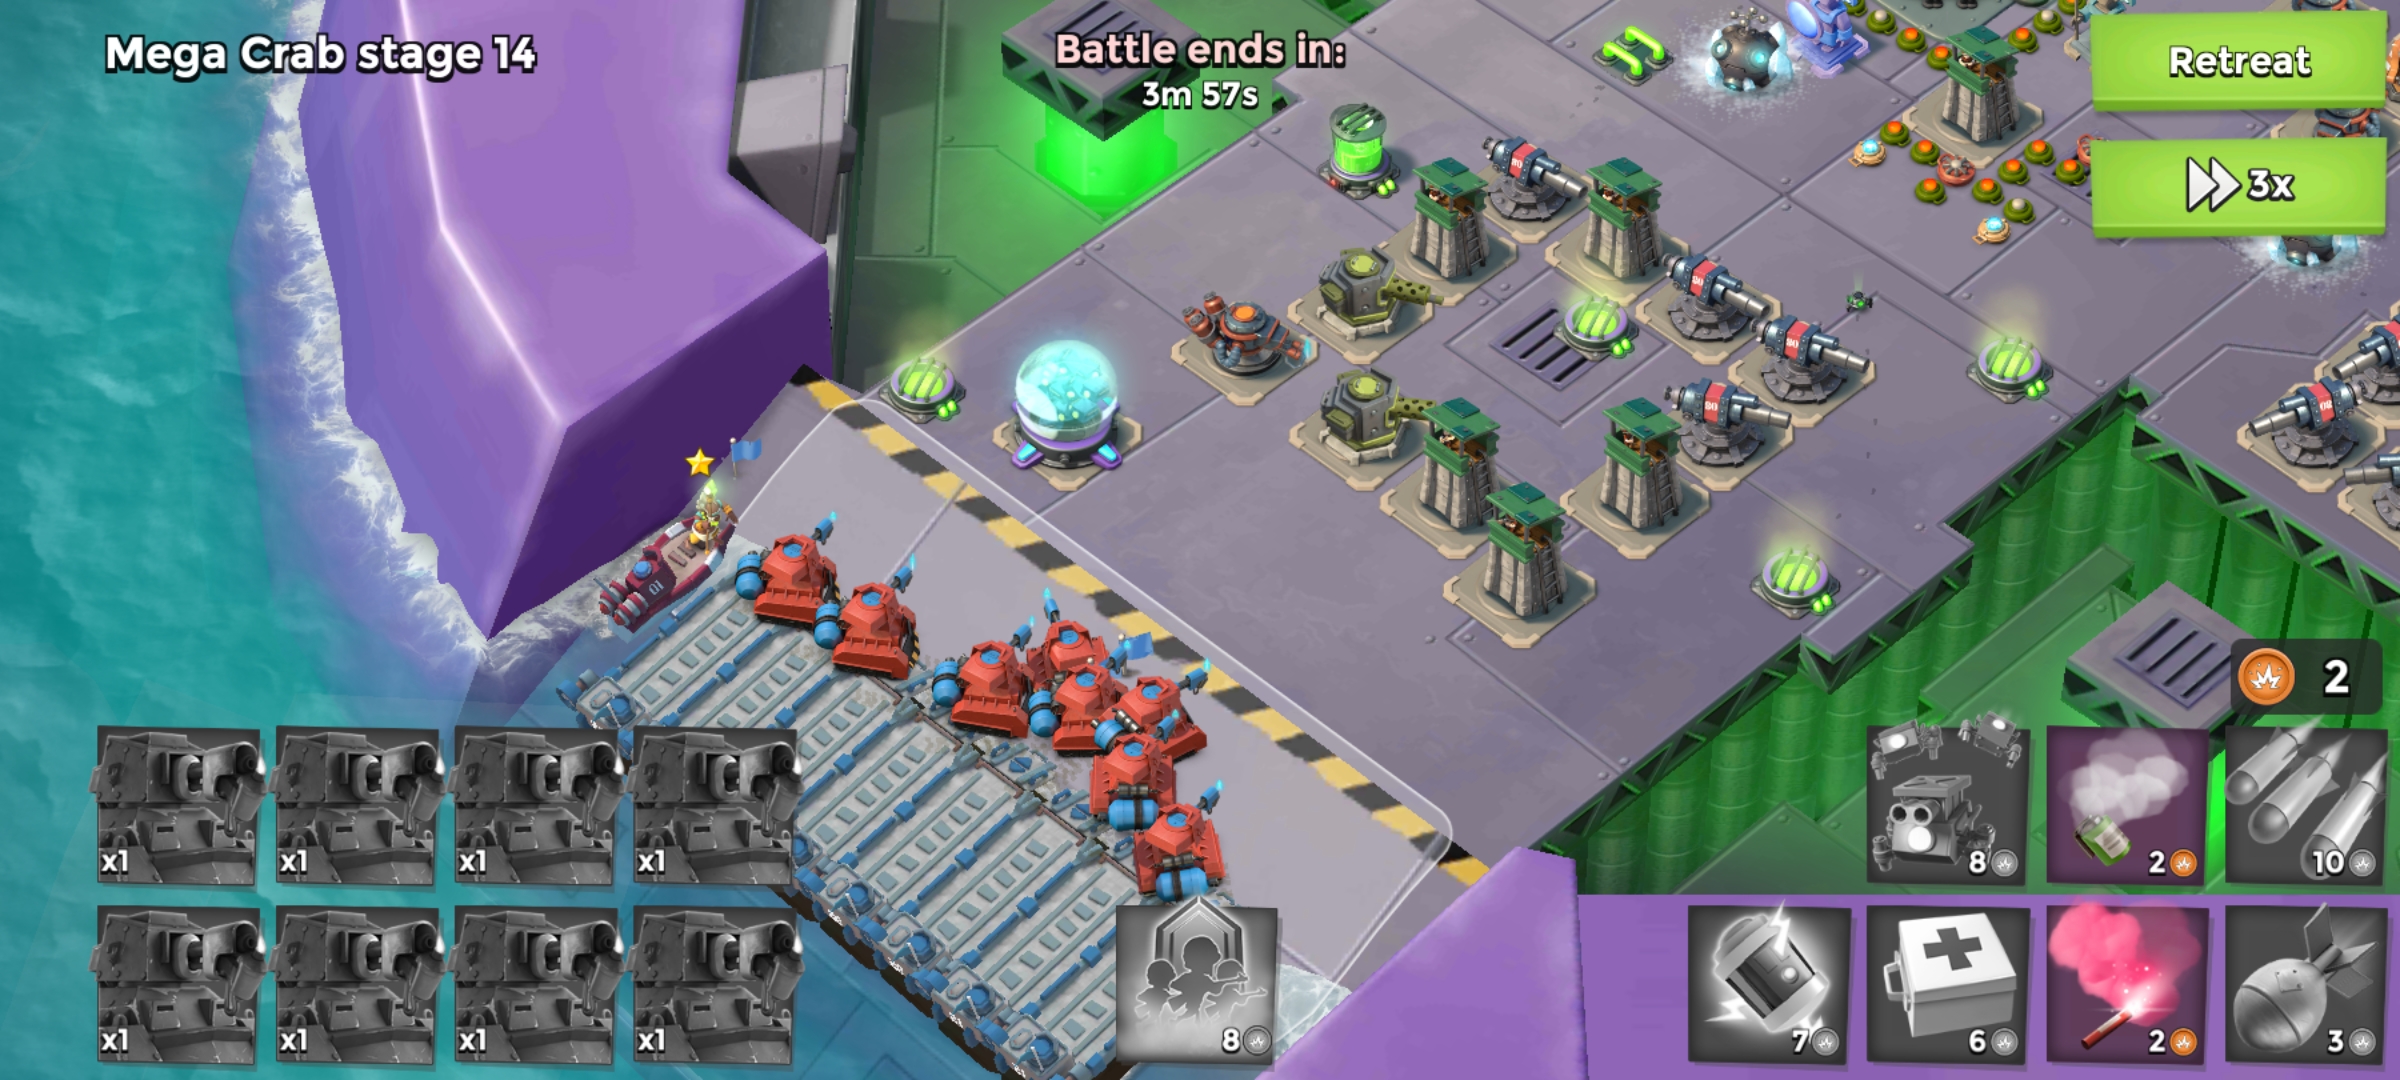 Mega Crab stage 14
Battle ends in:
3m 57s
Retreat
3x
2
x1
x1
x1
x1
8
2
10
x1
x1
x1
x1
8
7
6
2
3